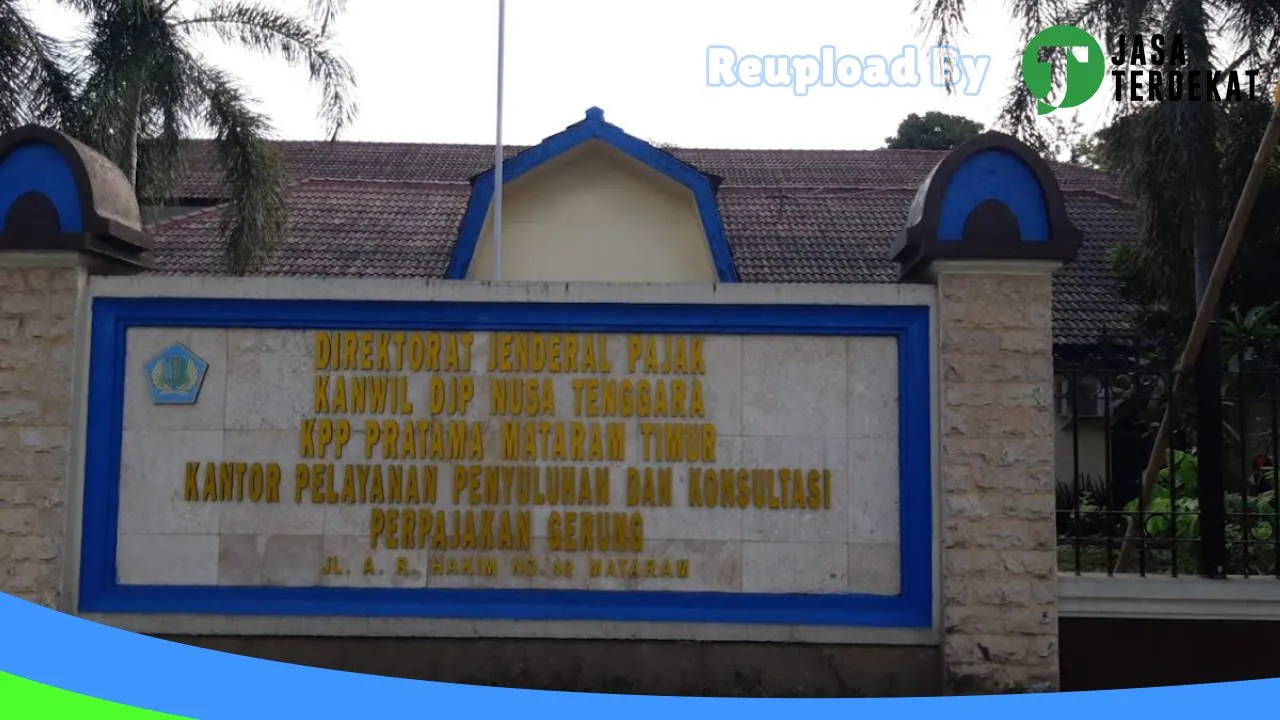 Reupload By
JASA
TERDEKAT
DIREKTORAT JENDERAL PAJAK
KANWIL DJP NUSA TENGGARA
KPP PRATAMA MATARAM TIMUR
KANTOR PELAYANAN PENYULUHAN DAN KONSULTASI
PERPAJAKAN GERUNG
JL. A. R. HAKIM NO. MATARAM